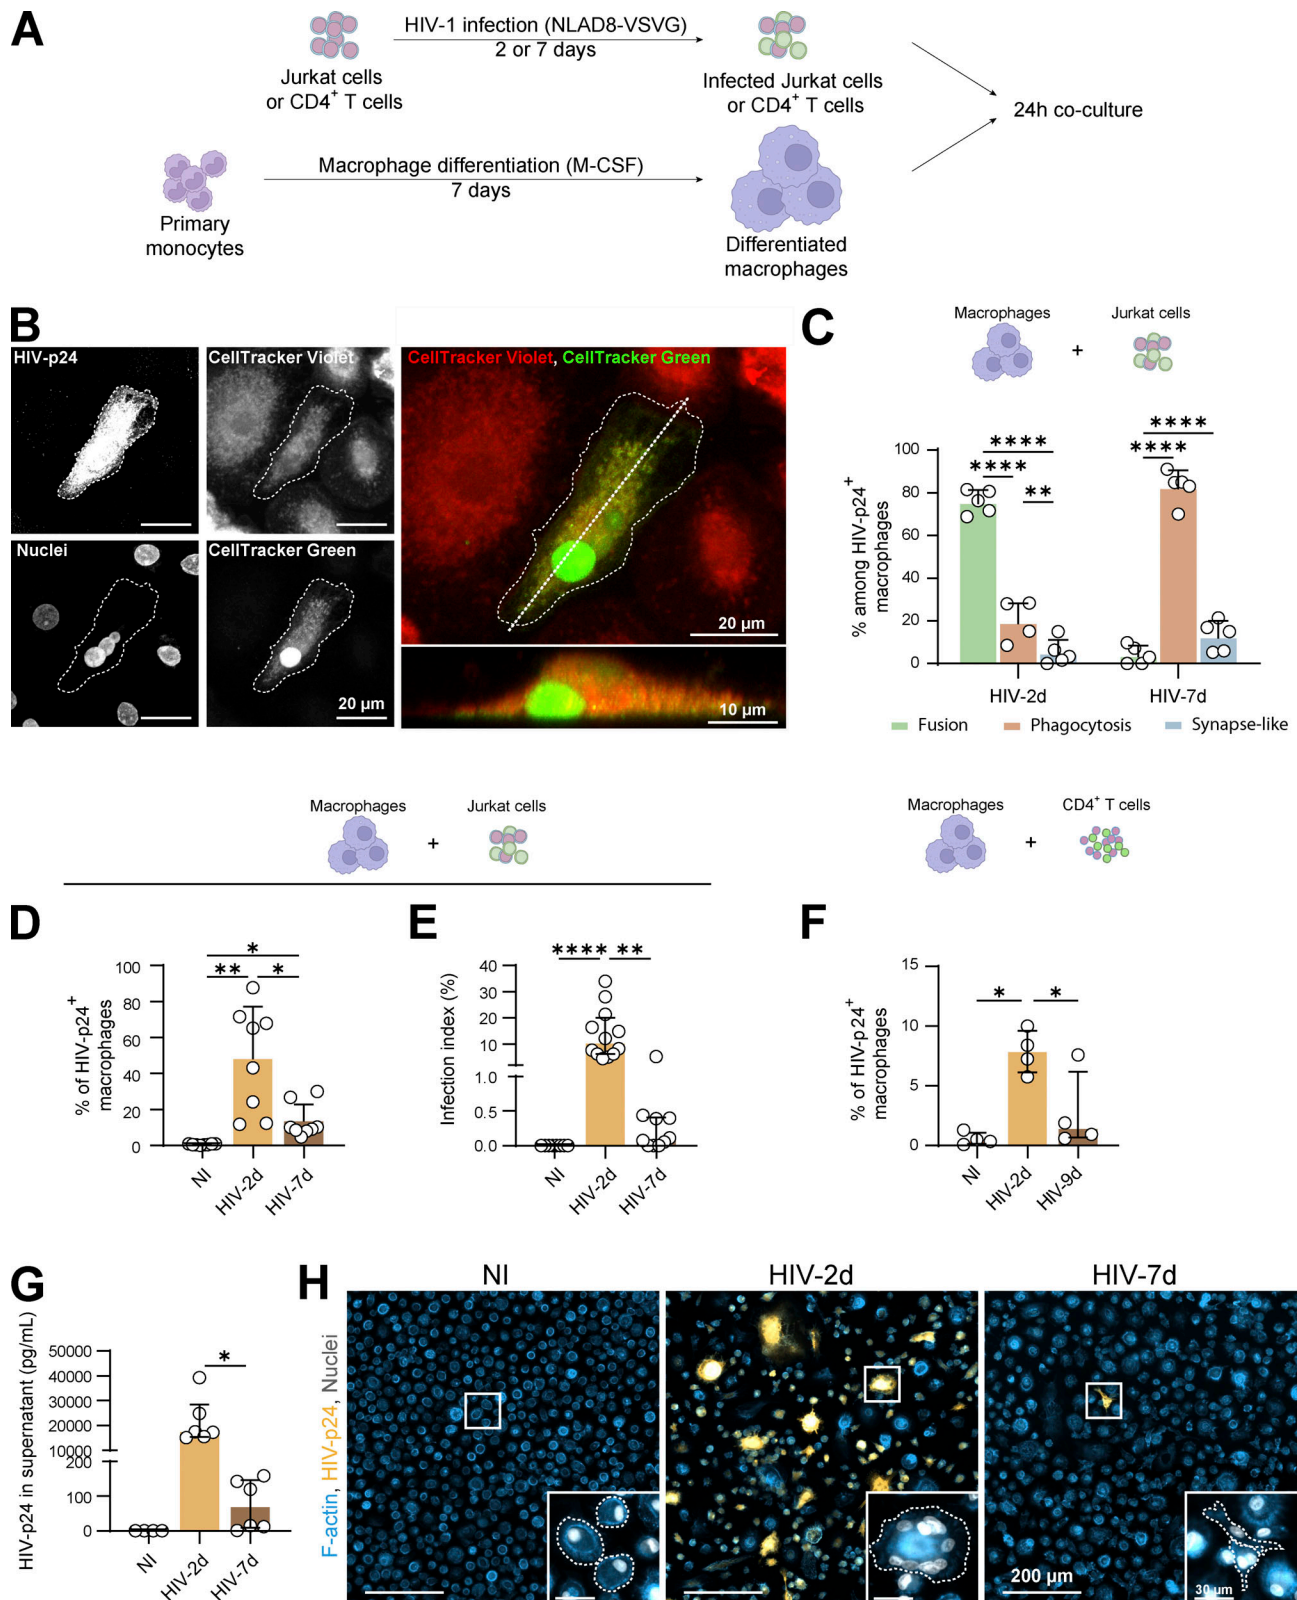 A
HIV-1 infection (NLAD8-VSVG)
2 or 7 days
Jurkat cells
or CD4⁺ T cells
Infected Jurkat cells
or CD4⁺ T cells
24h co-culture
Macrophage differentiation (M-CSF)
7 days
Primary
monocytes
Differentiated
macrophages
B
HIV-p24
CellTracker Violet
CellTracker Violet, CellTracker Green
Nuclei
CellTracker Green
20 µm
20 µm
10 µm
C
Macrophages
+
Jurkat cells
% among HIV-p24⁺
macrophages
100
80
60
40
20
0
**** **** **
**** ****
HIV-2d
HIV-7d
Fusion
Phagocytosis
Synapse-like
Macrophages
+
Jurkat cells
Macrophages
+
CD4⁺ T cells
D
% of HIV-p24⁺
macrophages
100
80
60
40
20
0
*
** *
NI
HIV-2d
HIV-7d
E
Infection index (%)
40
30
20
10
1.0
0.5
0.0
**** **
NI
HIV-2d
HIV-7d
F
% of HIV-p24⁺
macrophages
15
10
5
0
* *
NI
HIV-2d
HIV-9d
G
HIV-p24 in supernatant (pg/mL)
50000
40000
30000
20000
10000
200
100
0
*
NI
HIV-2d
HIV-7d
H
F-actin, HIV-p24, Nuclei
NI
HIV-2d
HIV-7d
200 µm
30 µm